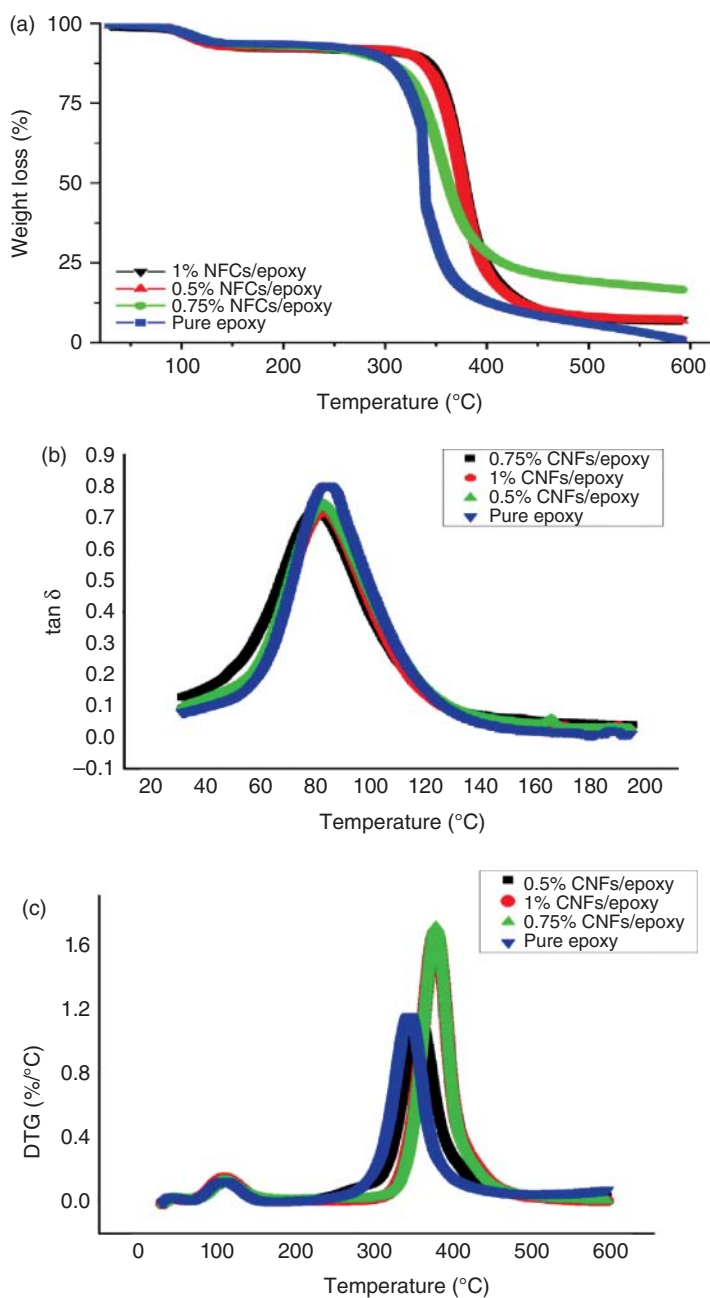 (a)
100
75
50
25
0
Weight loss (%)
1% NFCs/epoxy
0.5% NFCs/epoxy
0.75% NFCs/epoxy
Pure epoxy
100 200 300 400 500 600
Temperature (°C)
(b)
0.9
0.8
0.7
0.6
0.5
0.4
0.3
0.2
0.1
0.0
–0.1
tan δ
0.75% CNFs/epoxy
1% CNFs/epoxy
0.5% CNFs/epoxy
Pure epoxy
20 40 60 80 100 120 140 160 180 200
Temperature (°C)
(c)
1.6
1.2
0.8
0.4
0.0
DTG (%/°C)
0.5% CNFs/epoxy
1% CNFs/epoxy
0.75% CNFs/epoxy
Pure epoxy
0 100 200 300 400 500 600
Temperature (°C)